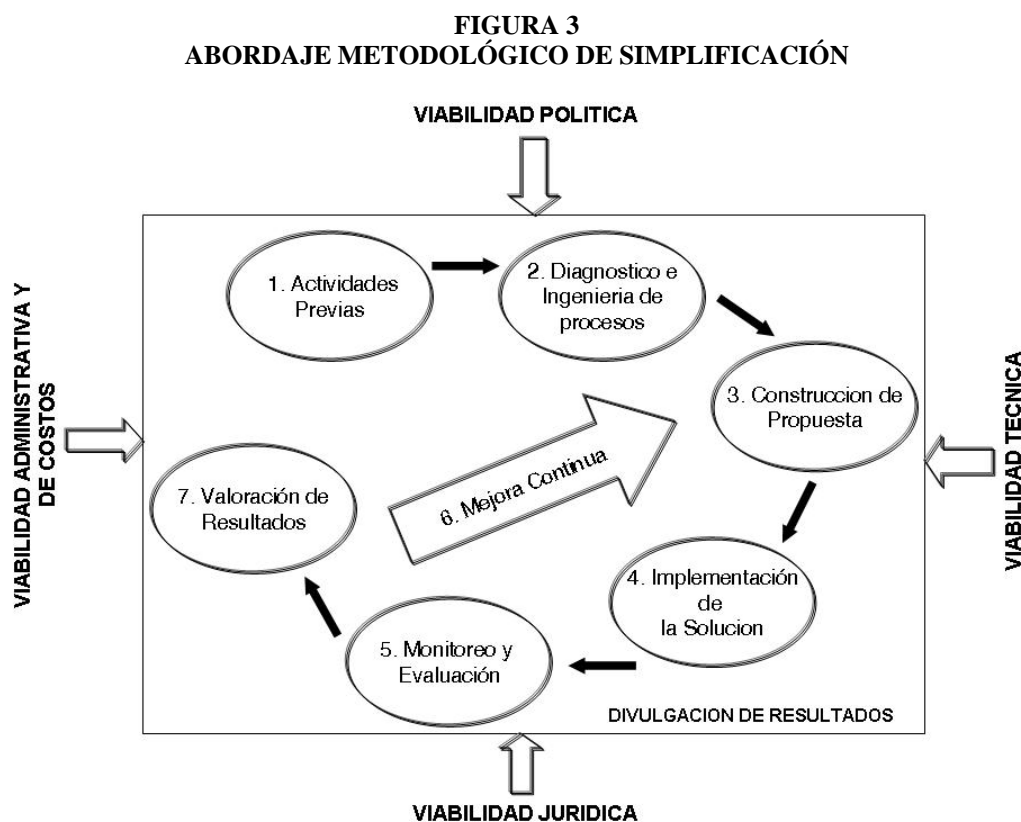 FIGURA 3
ABORDAJE METODOLÓGICO DE SIMPLIFICACIÓN
VIABILIDAD POLITICA
1. Actividades
Previas
2. Diagnostico e
Ingenieria de
procesos
3. Construccion de
Propuesta
4. Implementación
de
la Solucion
5. Monitoreo y
Evaluación
6. Mejora Continua
7. Valoración de
Resultados
VIABILIDAD ADMINISTRATIVA Y
DE COSTOS
VIABILIDAD TECNICA
DIVULGACION DE RESULTADOS
VIABILIDAD JURIDICA